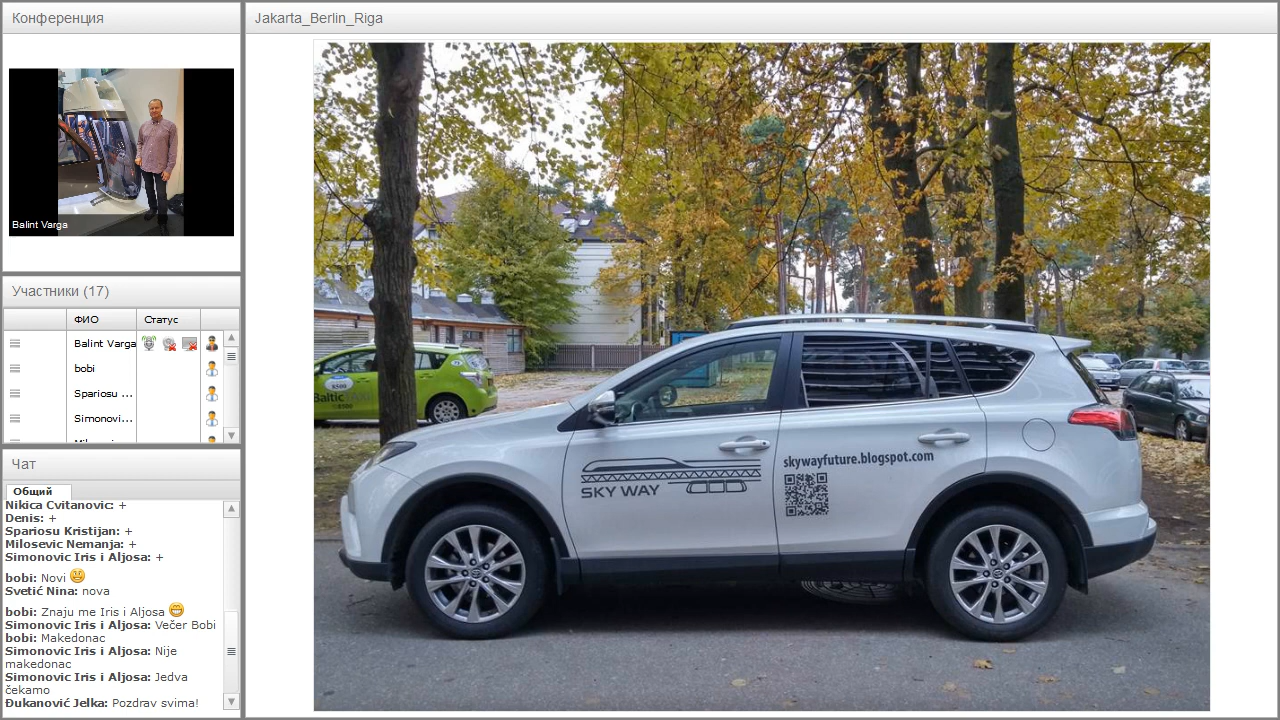 Конференция
Balint Varga
Участники (17)
ФИО
Статус
Balint Varga
bobi
Spariosu ...
Simonovi...
Чат
Общий
Nikica Cvitanovic: +
Denis: +
Spariosu Kristijan: +
Milosevic Nemanja: +
Simonovic Iris i Aljosa: +
bobi: Novi
Svetić Nina: nova
bobi: Znaju me Iris i Aljosa
Simonovic Iris i Aljosa: Večer Bobi
bobi: Makedonac
Simonovic Iris i Aljosa: Nije
makedonac
Simonovic Iris i Aljosa: Jedva
čekamo
Đukanović Jelka: Pozdrav svima!
Jakarta_Berlin_Riga
8500
Baltic
8500
SKY WAY
skywayfuture.blogspot.com